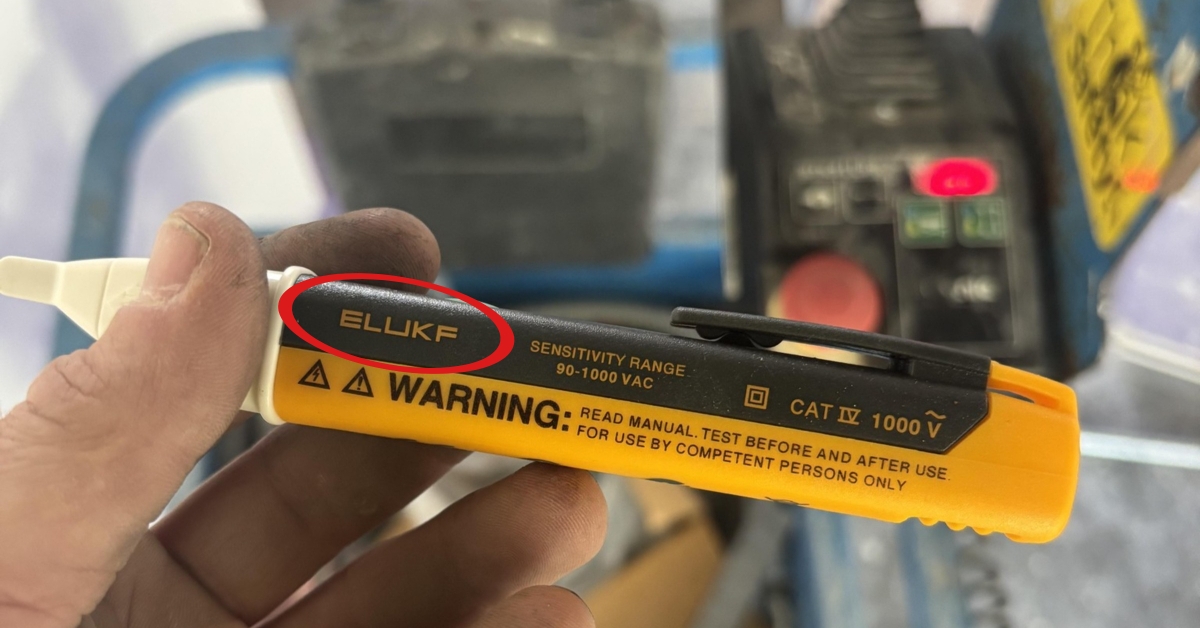 ELUKF
SENSITIVITY RANGE
90-1000 VAC
CAT IV 1000 V
WARNING:
READ MANUAL. TEST BEFORE AND AFTER USE.
FOR USE BY COMPETENT PERSONS ONLY